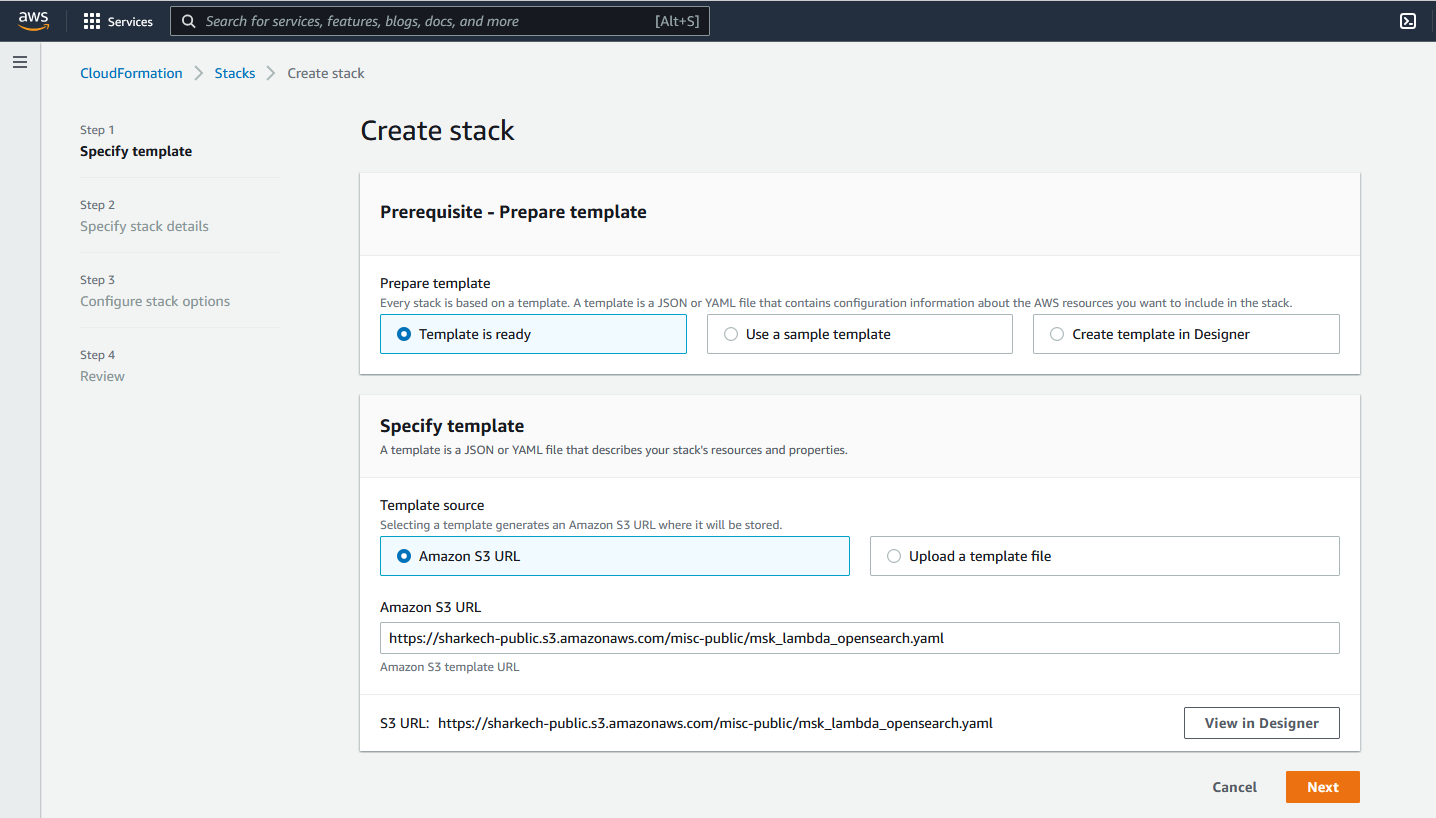 aws Services Search for services, features, blogs, docs, and more [Alt+S]
CloudFormation Stacks Create stack
Step 1
Specify template
Step 2
Specify stack details
Step 3
Configure stack options
Step 4
Review
Create stack
Prerequisite - Prepare template
Prepare template
Every stack is based on a template. A template is a JSON or YAML file that contains configuration information about the AWS resources you want to include in the stack.
Template is ready Use a sample template Create template in Designer
Specify template
A template is a JSON or YAML file that describes your stack's resources and properties.
Template source
Selecting a template generates an Amazon S3 URL where it will be stored.
Amazon S3 URL Upload a template file
Amazon S3 URL
https://sharkech-public.s3.amazonaws.com/misc-public/msk_lambda_opensearch.yaml
Amazon S3 template URL
S3 URL: https://sharkech-public.s3.amazonaws.com/misc-public/msk_lambda_opensearch.yaml View in Designer
Cancel Next